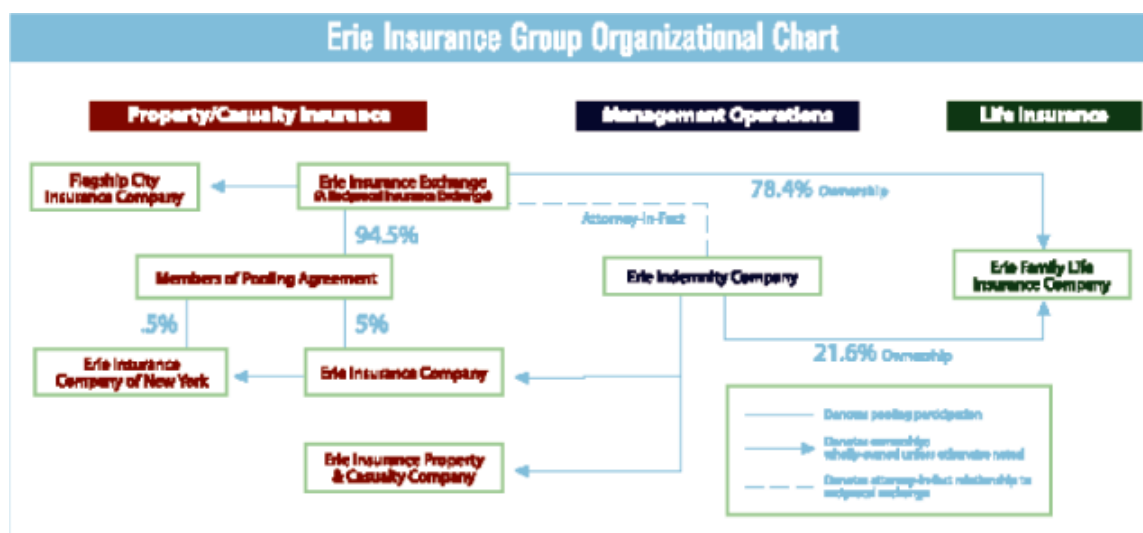 Erie Insurance Group Organizational Chart
Property/Casualty Insurance
Management Operations
Life Insurance
Flagship City
Insurance Company
Erie Insurance Exchange
(A Reciprocal Insurance Exchange)
78.4% Ownership
Attorney-in-Fact
94.5%
Members of Pooling Agreement
Erie Indemnity Company
Erie Family Life
Insurance Company
.5%
5%
21.6% Ownership
Erie Insurance
Company of New York
Erie Insurance Company
Erie Insurance Property
& Casualty Company
Denotes pooling participation
Denotes ownership;
wholly-owned unless otherwise noted
Denotes attorney-in-fact relationship to
reciprocal exchange